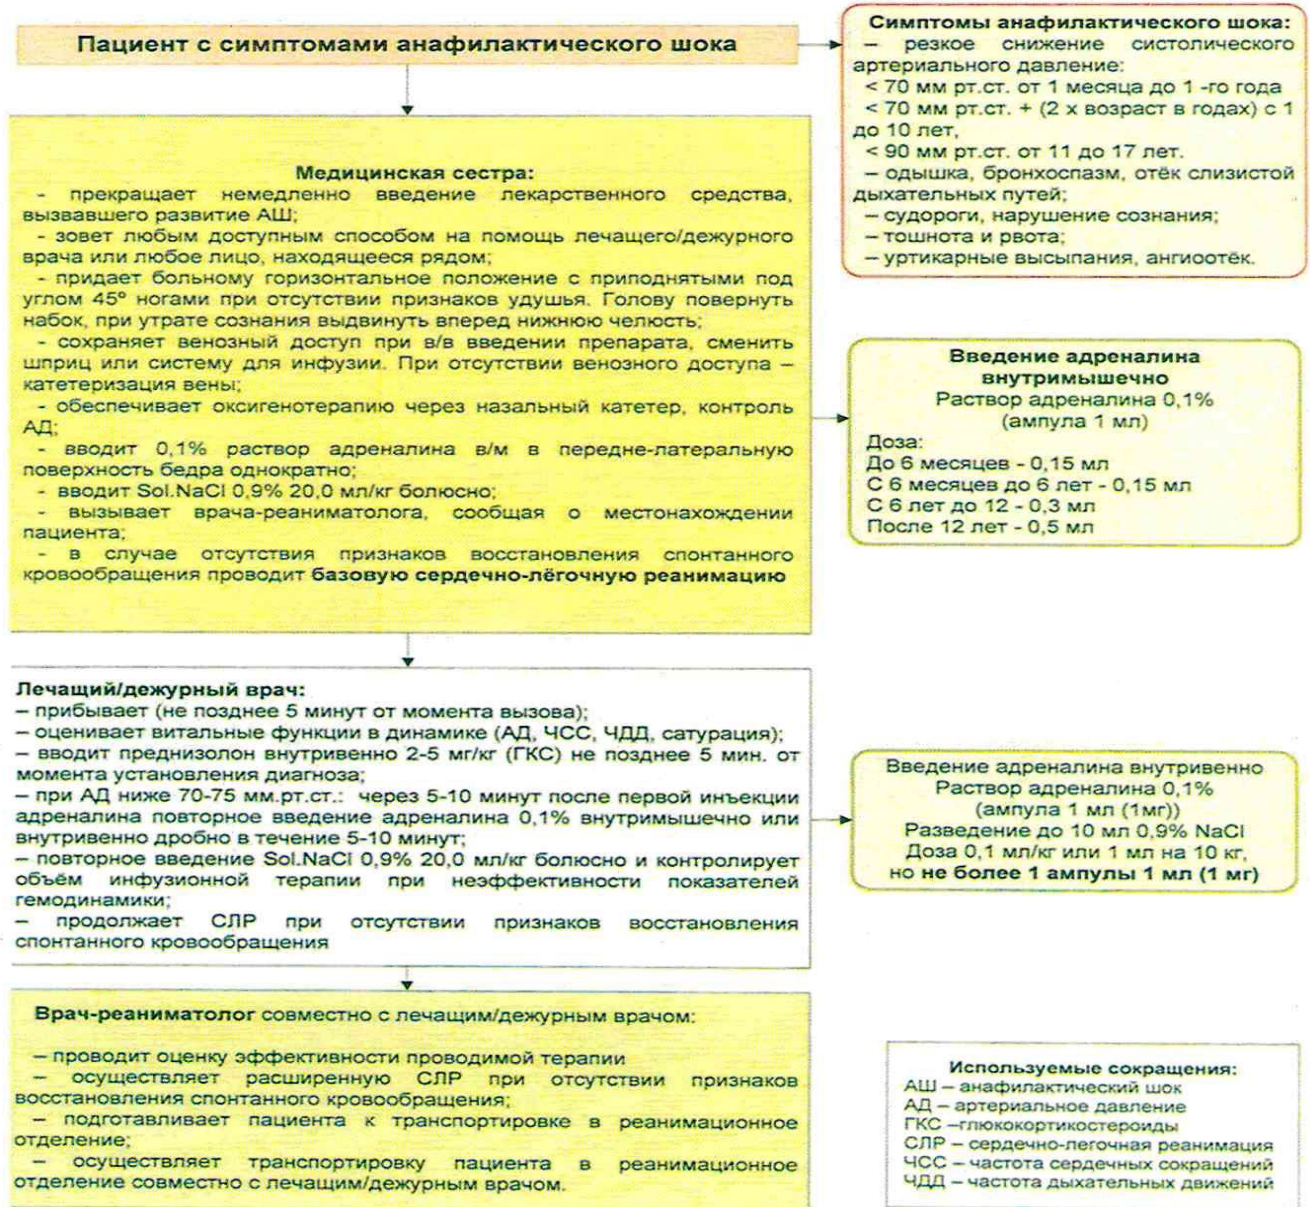 Пациент с симптомами анафилактического шока
Симптомы анафилактического шока:
– резкое снижение систолического
артериального давление:
< 70 мм рт.ст. от 1 месяца до 1 -го года
< 70 мм рт.ст. + (2 х возраст в годах) с 1
до 10 лет,
< 90 мм рт.ст. от 11 до 17 лет.
– одышка, бронхоспазм, отёк слизистой
дыхательных путей;
– судороги, нарушение сознания;
– тошнота и рвота;
– уртикарные высыпания, ангиоотёк.
Медицинская сестра:
- прекращает немедленно введение лекарственного средства,
вызвавшего развитие АШ;
- зовет любым доступным способом на помощь лечащего/дежурного
врача или любое лицо, находящееся рядом;
- придает больному горизонтальное положение с приподнятыми под
углом 45º ногами при отсутствии признаков удушья. Голову повернуть
набок, при утрате сознания выдвинуть вперед нижнюю челюсть;
- сохраняет венозный доступ при в/в введении препарата, сменить
шприц или систему для инфузии. При отсутствии венозного доступа –
катетеризация вены;
- обеспечивает оксигенотерапию через назальный катетер, контроль
АД;
- вводит 0,1% раствор адреналина в/м в передне-латеральную
поверхность бедра однократно;
- вводит Sol.NaCl 0,9% 20,0 мл/кг болюсно;
- вызывает врача-реаниматолога, сообщая о местонахождении
пациента;
- в случае отсутствия признаков восстановления спонтанного
кровообращения проводит базовую сердечно-лёгочную реанимацию
Введение адреналина
внутримышечно
Раствор адреналина 0,1%
(ампула 1 мл)
Доза:
До 6 месяцев - 0,15 мл
С 6 месяцев до 6 лет - 0,15 мл
С 6 лет до 12 - 0,3 мл
После 12 лет - 0,5 мл
Лечащий/дежурный врач:
– прибывает (не позднее 5 минут от момента вызова);
– оценивает витальные функции в динамике (АД, ЧСС, ЧДД, сатурация);
– вводит преднизолон внутривенно 2-5 мг/кг (ГКС) не позднее 5 мин. от
момента установления диагноза;
– при АД ниже 70-75 мм.рт.ст.: через 5-10 минут после первой инъекции
адреналина повторное введение адреналина 0,1% внутримышечно или
внутривенно дробно в течение 5-10 минут;
– повторное введение Sol.NaCl 0,9% 20,0 мл/кг болюсно и контролирует
объём инфузионной терапии при неэффективности показателей
гемодинамики;
– продолжает СЛР при отсутствии признаков восстановления
спонтанного кровообращения
Введение адреналина внутривенно
Раствор адреналина 0,1%
(ампула 1 мл (1мг))
Разведение до 10 мл 0,9% NaCl
Доза 0,1 мл/кг или 1 мл на 10 кг,
но не более 1 ампулы 1 мл (1 мг)
Врач-реаниматолог совместно с лечащим/дежурным врачом:
– проводит оценку эффективности проводимой терапии
– осуществляет расширенную СЛР при отсутствии признаков
восстановления спонтанного кровообращения;
– подготавливает пациента к транспортировке в реанимационное
отделение;
– осуществляет транспортировку пациента в реанимационное
отделение совместно с лечащим/дежурным врачом.
Используемые сокращения:
АШ – анафилактический шок
АД – артериальное давление
ГКС –глюкокортикостероиды
СЛР – сердечно-легочная реанимация
ЧСС – частота сердечных сокращений
ЧДД – частота дыхательных движений